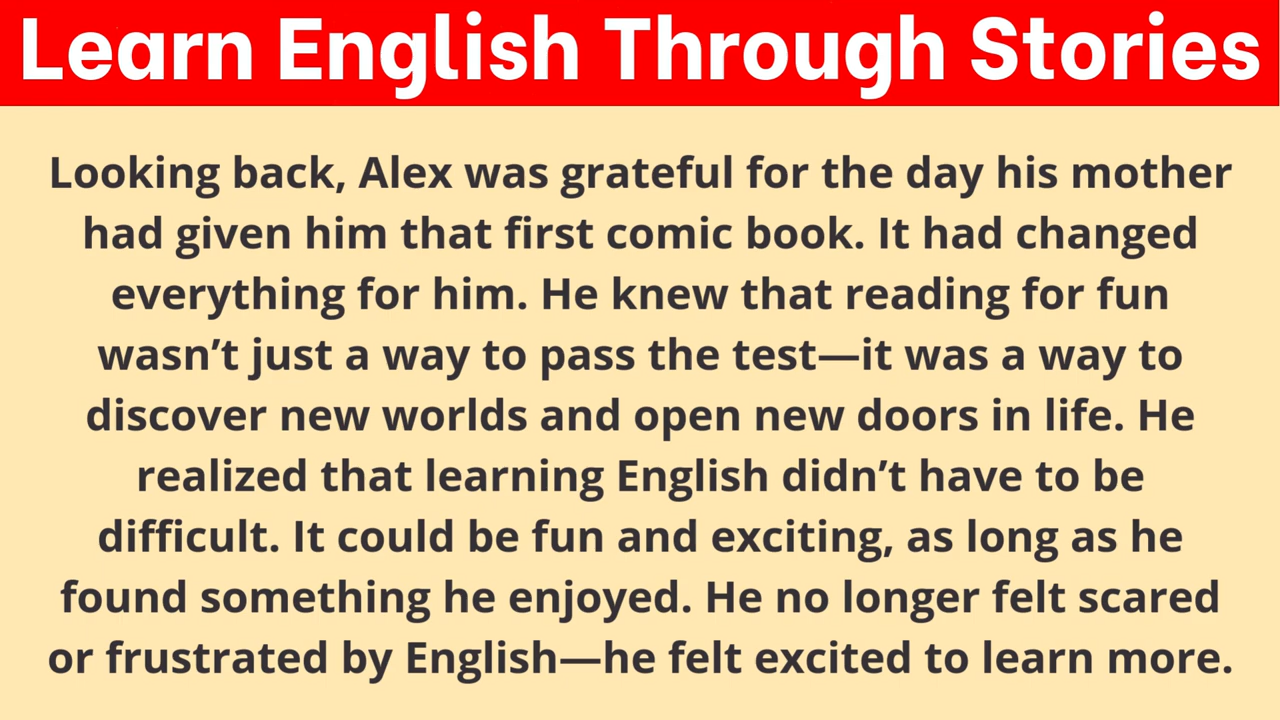 Learn English Through Stories
Looking back, Alex was grateful for the day his mother
had given him that first comic book. It had changed
everything for him. He knew that reading for fun
wasn’t just a way to pass the test—it was a way to
discover new worlds and open new doors in life. He
realized that learning English didn’t have to be
difficult. It could be fun and exciting, as long as he
found something he enjoyed. He no longer felt scared
or frustrated by English—he felt excited to learn more.